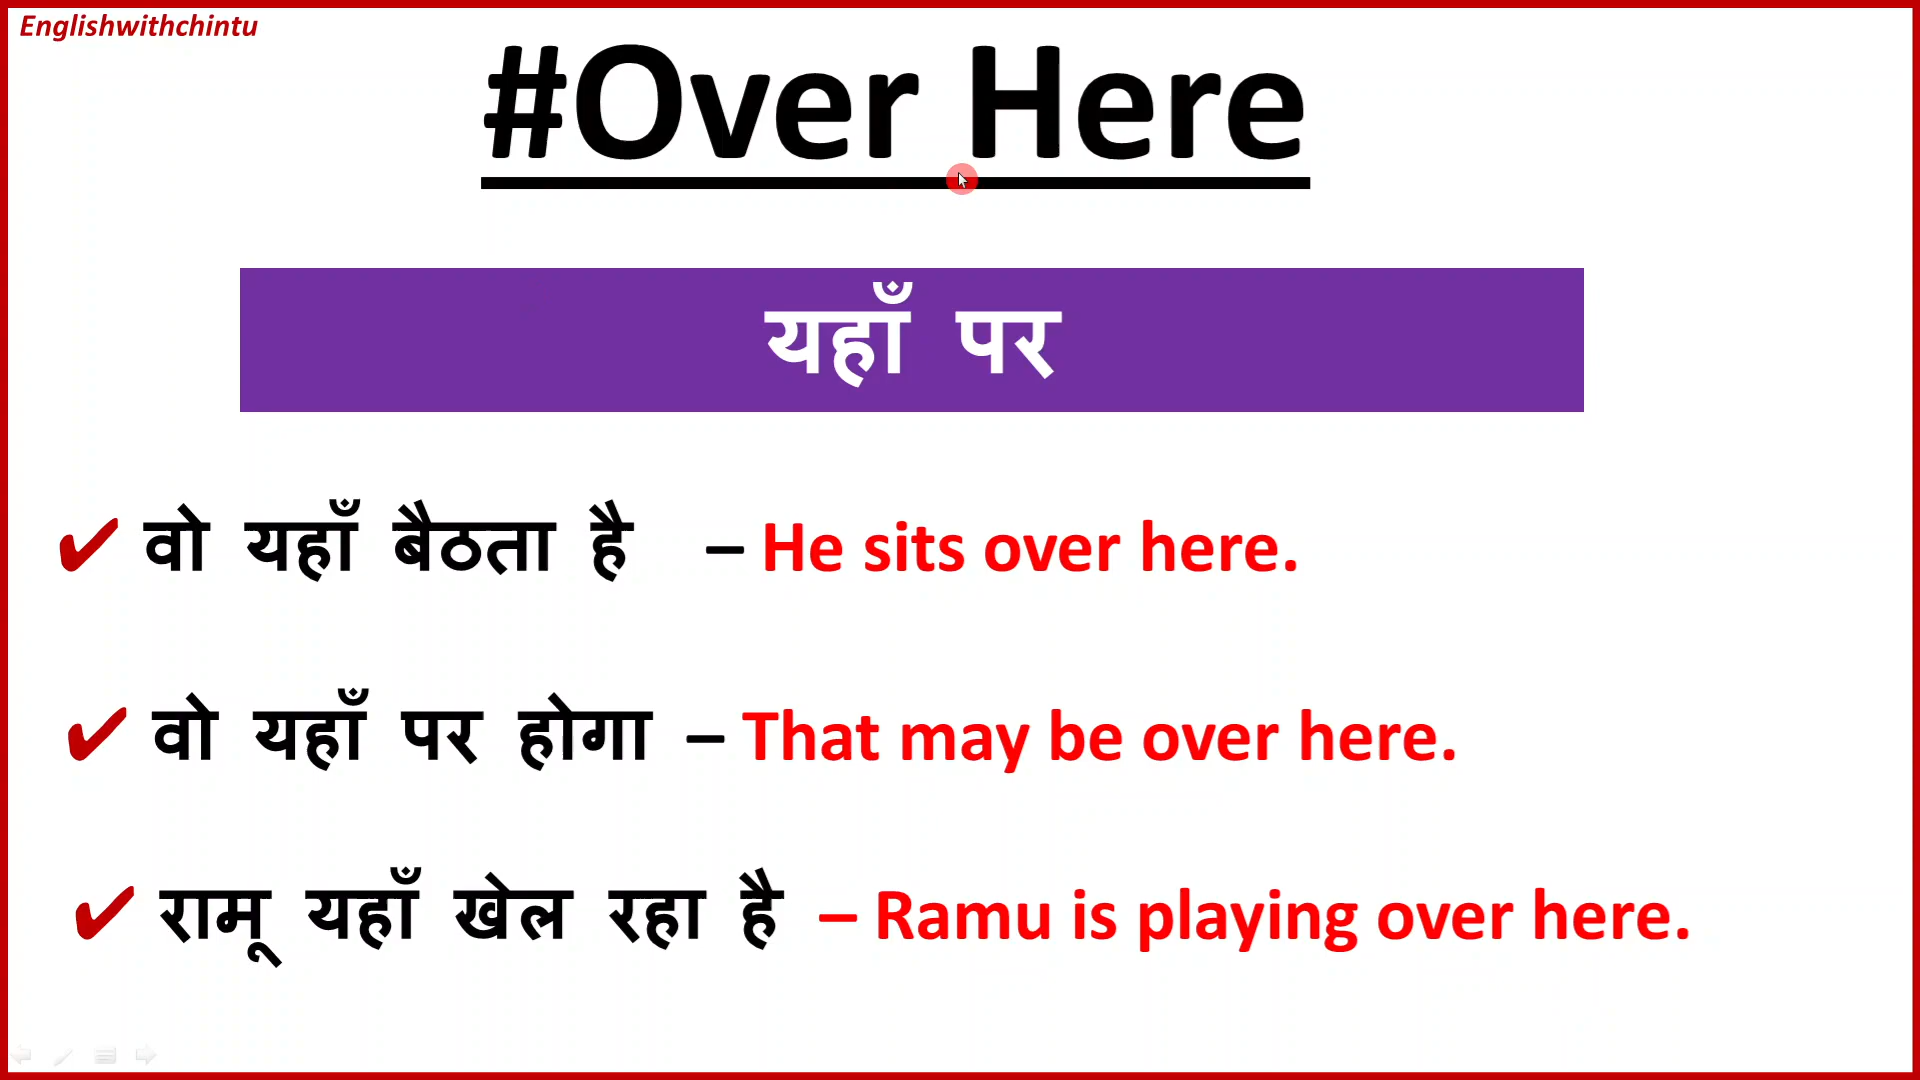 Englishwithchintu
#Over Here
यहाँ पर
✔ वो यहाँ बैठता है – He sits over here.
✔ वो यहाँ पर होगा – That may be over here.
✔ रामू यहाँ खेल रहा है – Ramu is playing over here.